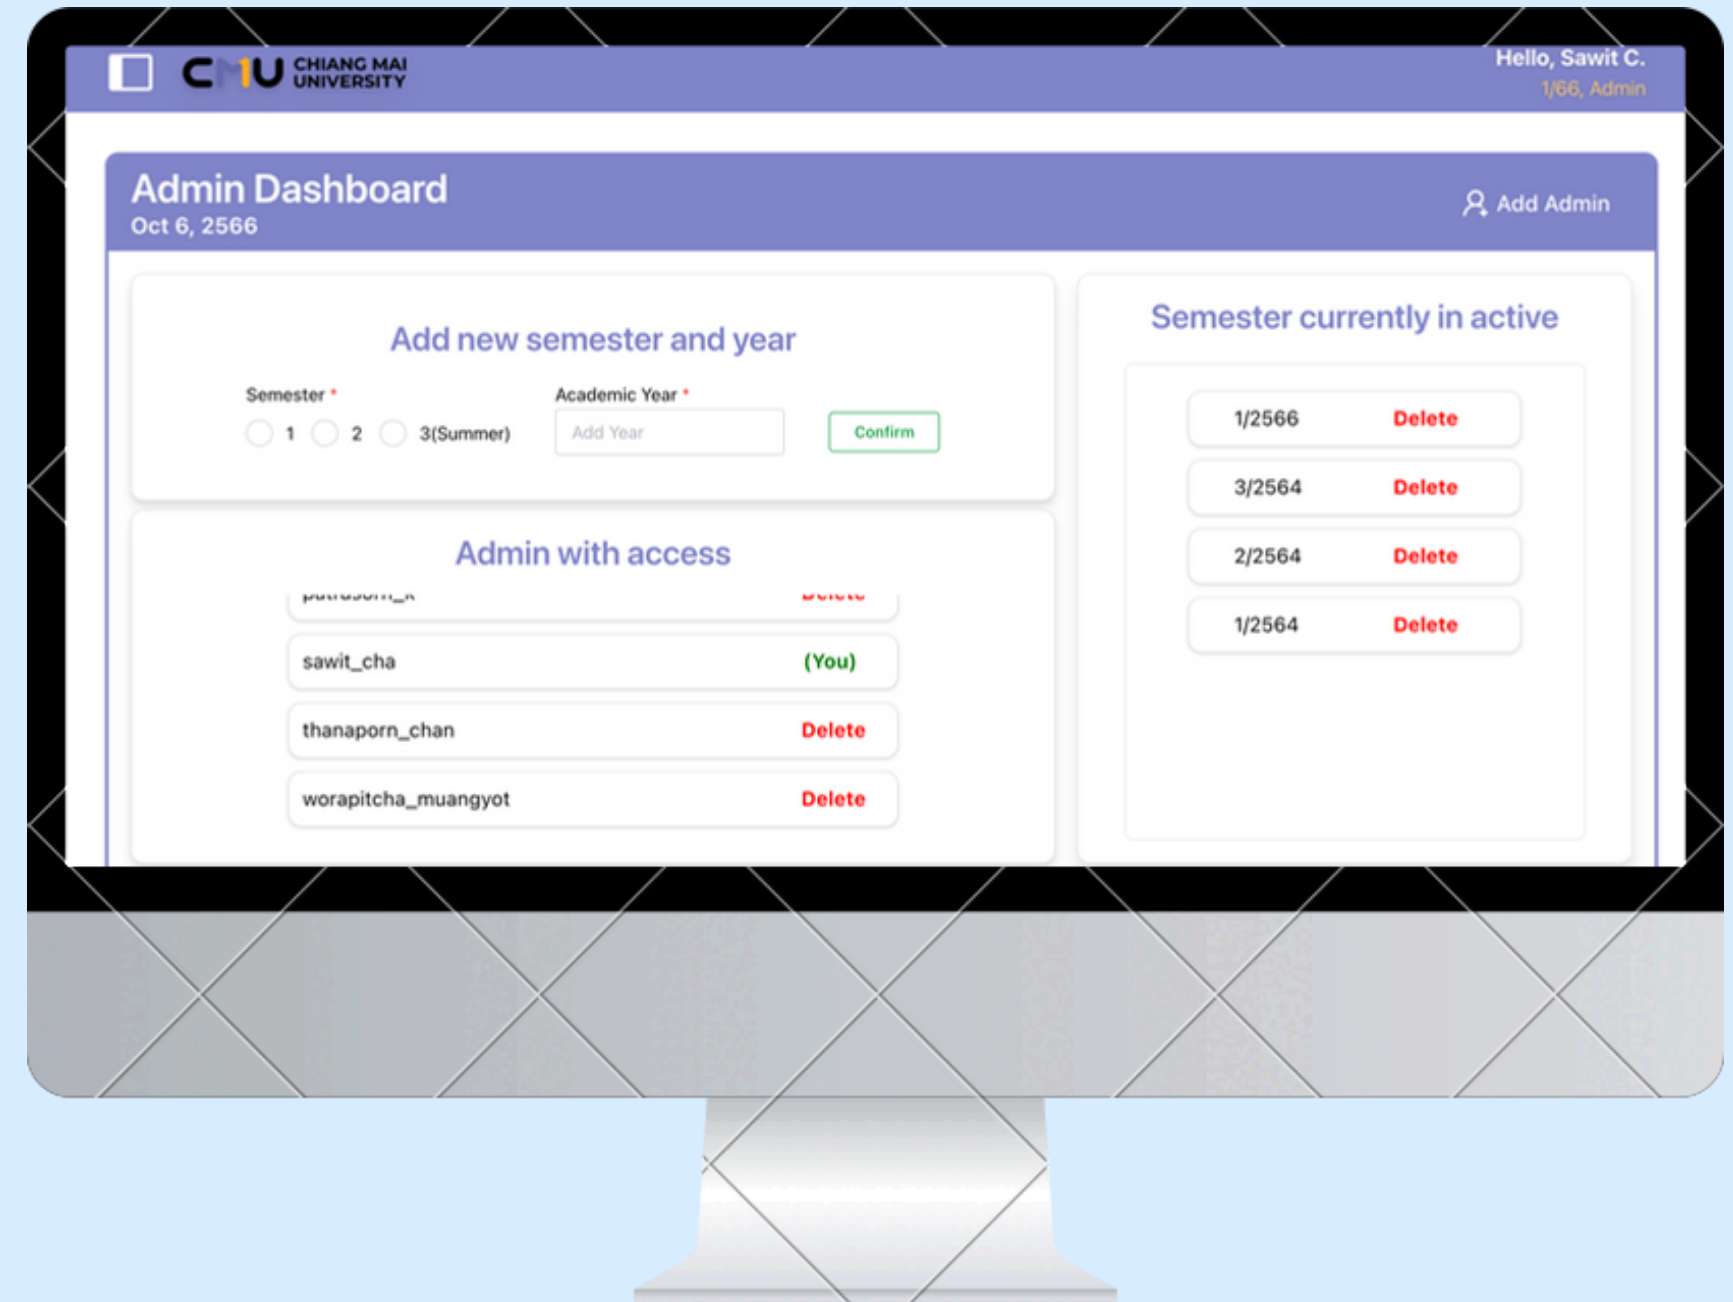 CMU CHIANG MAI
UNIVERSITY
Hello, Sawit C.
1/66, Admin
Admin Dashboard
Oct 6, 2566
Add Admin
Add new semester and year
Semester *
Academic Year *
1 2 3(Summer)
Add Year
Confirm
Admin with access
Delete
sawit_cha (You)
thanaporn_chan Delete
worapitcha_muangyot Delete
Semester currently in active
1/2566 Delete
3/2564 Delete
2/2564 Delete
1/2564 Delete